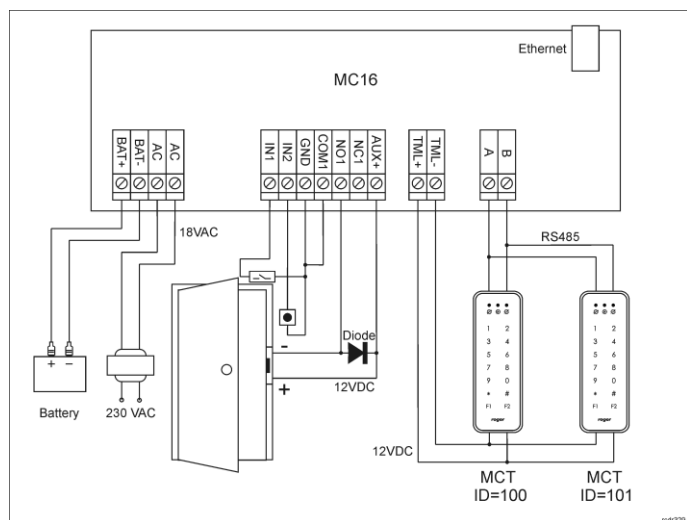 Ethernet
MC16
BAT+ BAT- AC AC
IN1 IN2 GND COM1 NO1 NC1 AUX+
TML+ TML-
A B
18VAC
RS485
Diode
-
+
12VDC
+ -
Battery
230 VAC
1 2
3 4
5 6
7 8
9 0
* #
F1 F2
roger
1 2
3 4
5 6
7 8
9 0
* #
F1 F2
roger
12VDC
MCT
ID=100
MCT
ID=101